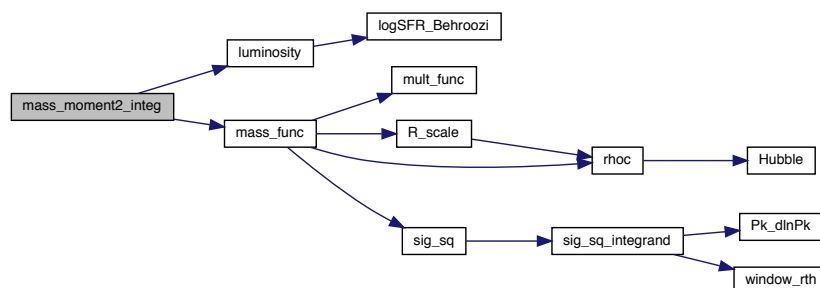 logSFR_Behroozi
luminosity
mult_func
mass_moment2_integ
mass_func
R_scale
rhoc
Hubble
Pk_dlnPk
sig_sq
sig_sq_integrand
window_rth